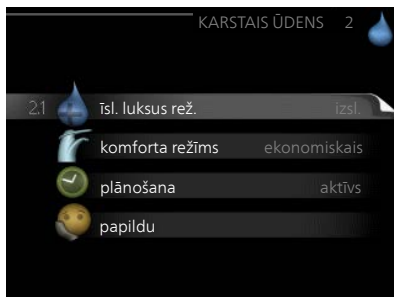 KARSTAIS ŪDENS 2
2.1 īsl. luksus rež. izsl.
komforta režīms ekonomiskais
plānošana aktīvs
papildu